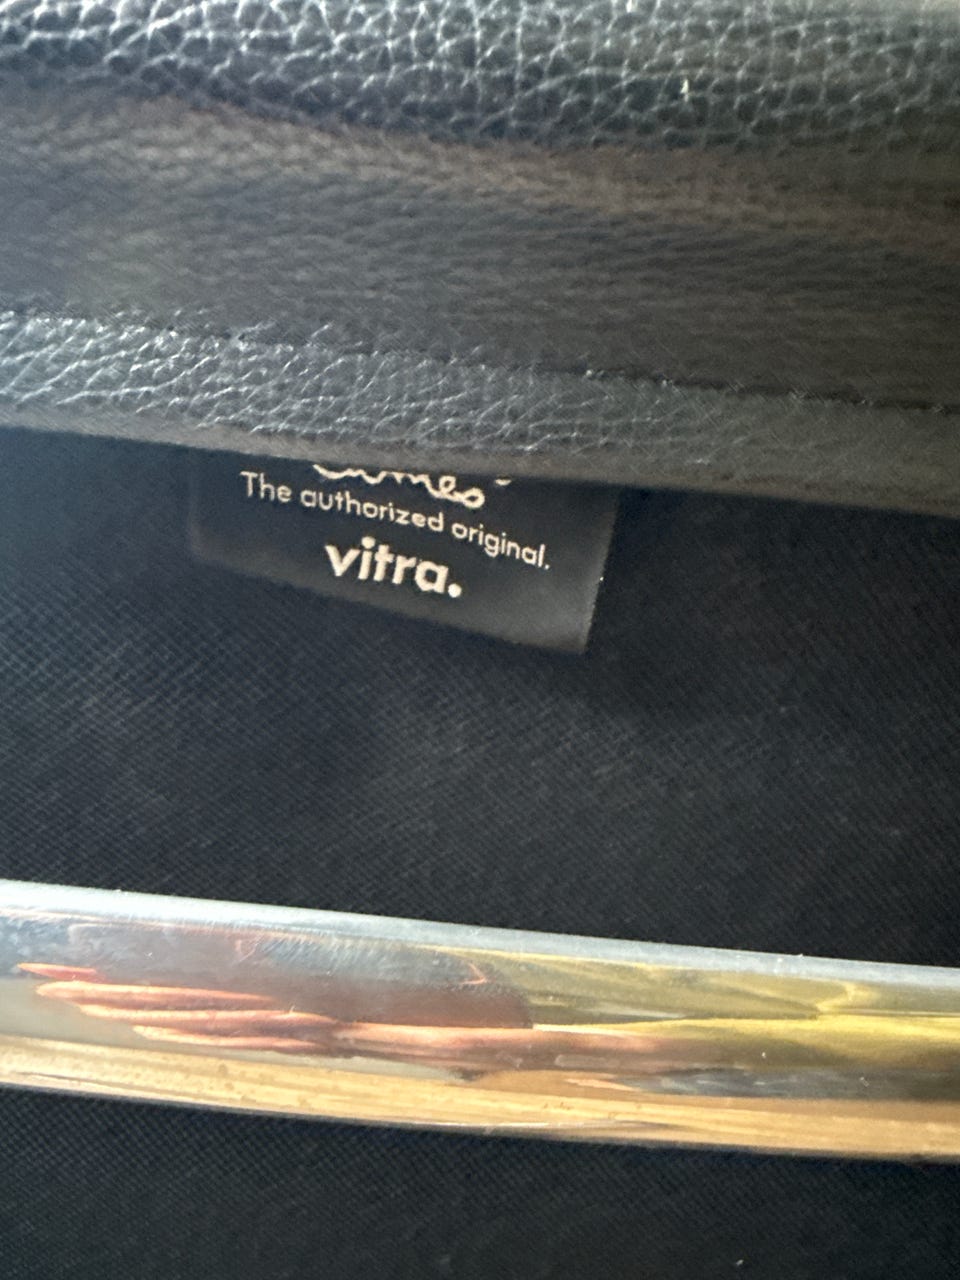 The authorized original.
vitra.